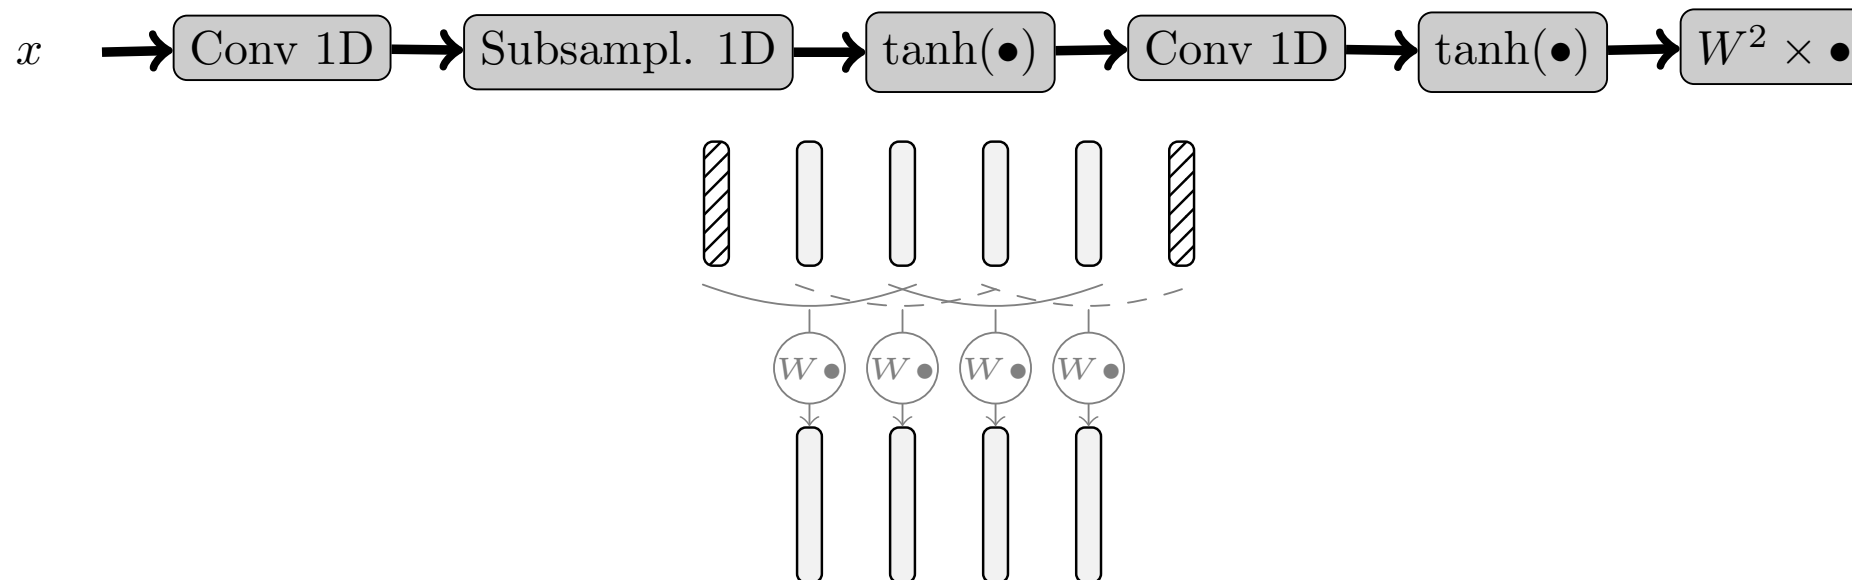 x Conv 1D Subsampl. 1D tanh(•) Conv 1D tanh(•) W² × •
W • W • W • W •